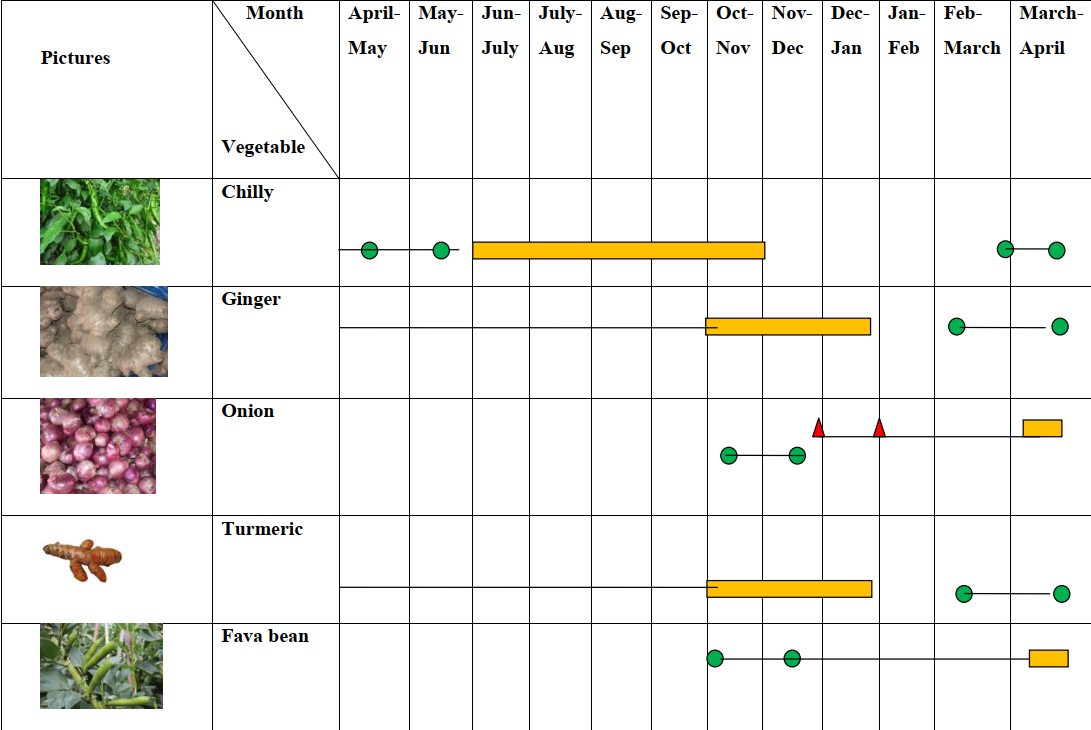 Month
Pictures
Vegetable
April-
May
May-
Jun
Jun-
July
July-
Aug
Aug-
Sep
Sep-
Oct
Oct-
Nov
Nov-
Dec
Dec-
Jan
Jan-
Feb
Feb-
March
March-
April
Chilly
Ginger
Onion
Turmeric
Fava bean